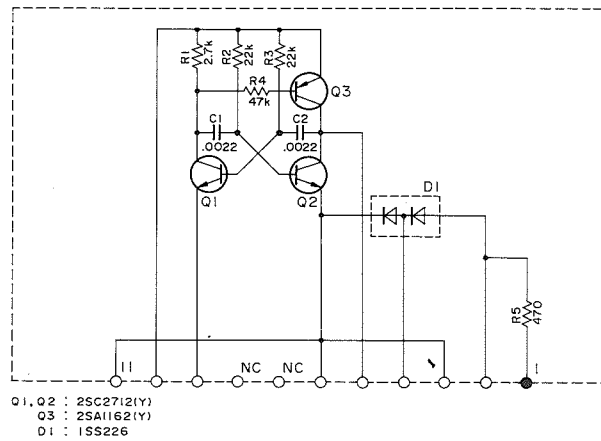 R1
2.7k
R2
22k
R3
22k
R4
47k
Q3
C1
.0022
C2
.0022
Q1
Q2
D1
R5
470
11
NC
NC
1
Q1,Q2 : 2SC2712(Y)
Q3 : 2SA1162(Y)
D1 : 1SS226